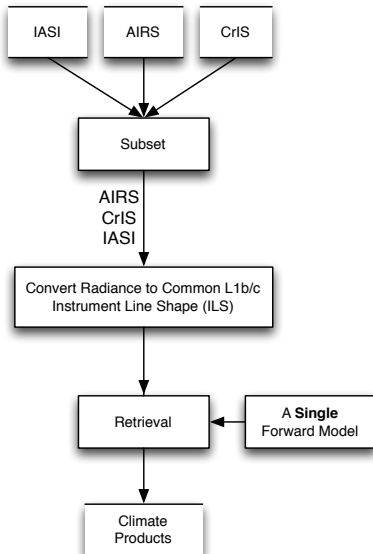 IASI
AIRS
CrIS
Subset
AIRS
CrIS
IASI
Convert Radiance to Common L1b/c
Instrument Line Shape (ILS)
Retrieval
A Single
Forward Model
Climate
Products